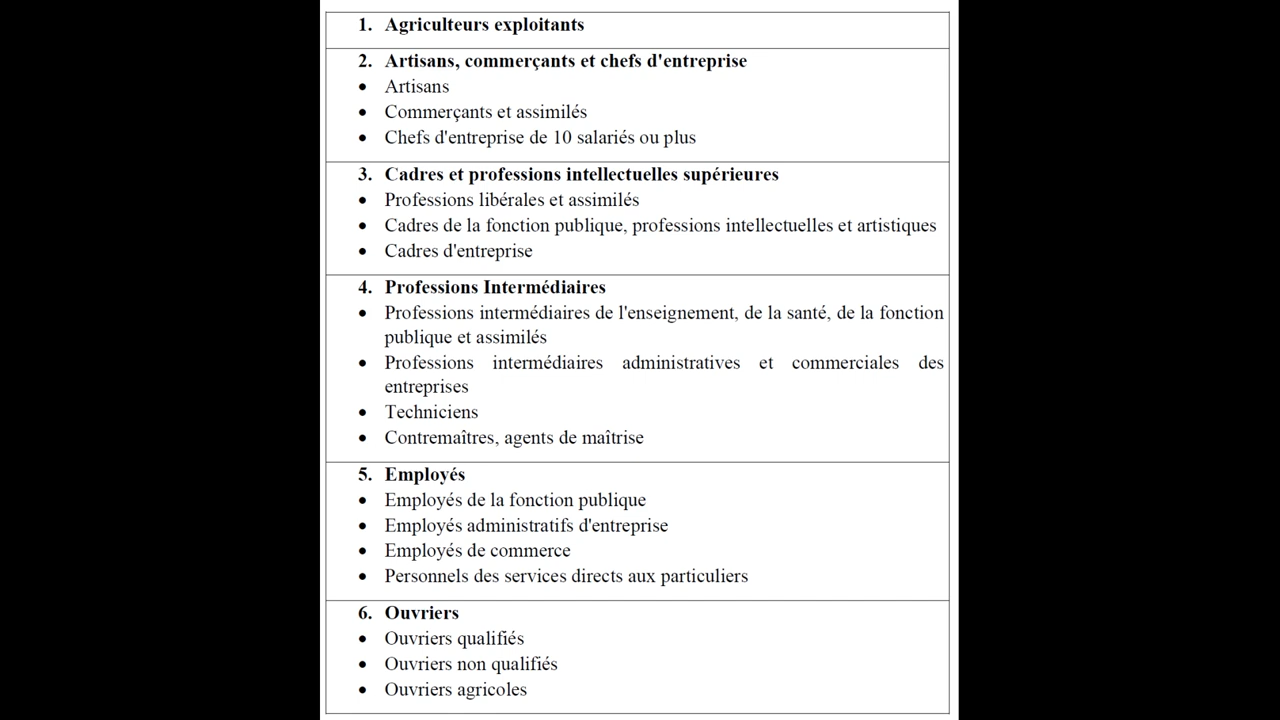 1. Agriculteurs exploitants
2. Artisans, commerçants et chefs d'entreprise
• Artisans
• Commerçants et assimilés
• Chefs d'entreprise de 10 salariés ou plus
3. Cadres et professions intellectuelles supérieures
• Professions libérales et assimilés
• Cadres de la fonction publique, professions intellectuelles et artistiques
• Cadres d'entreprise
4. Professions Intermédiaires
• Professions intermédiaires de l'enseignement, de la santé, de la fonction
publique et assimilés
• Professions intermédiaires administratives et commerciales des
entreprises
• Techniciens
• Contremaîtres, agents de maîtrise
5. Employés
• Employés de la fonction publique
• Employés administratifs d'entreprise
• Employés de commerce
• Personnels des services directs aux particuliers
6. Ouvriers
• Ouvriers qualifiés
• Ouvriers non qualifiés
• Ouvriers agricoles